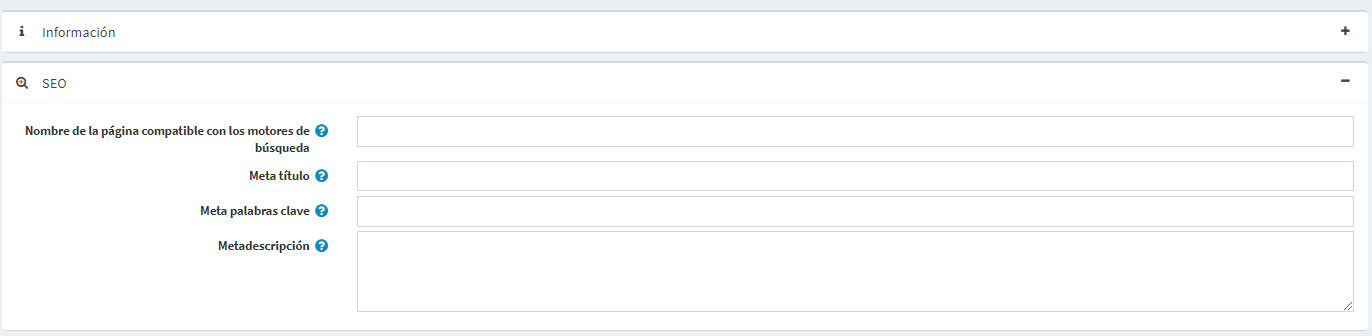 Información
SEO
Nombre de la página compatible con los motores de
búsqueda
Meta título
Meta palabras clave
Metadescripción